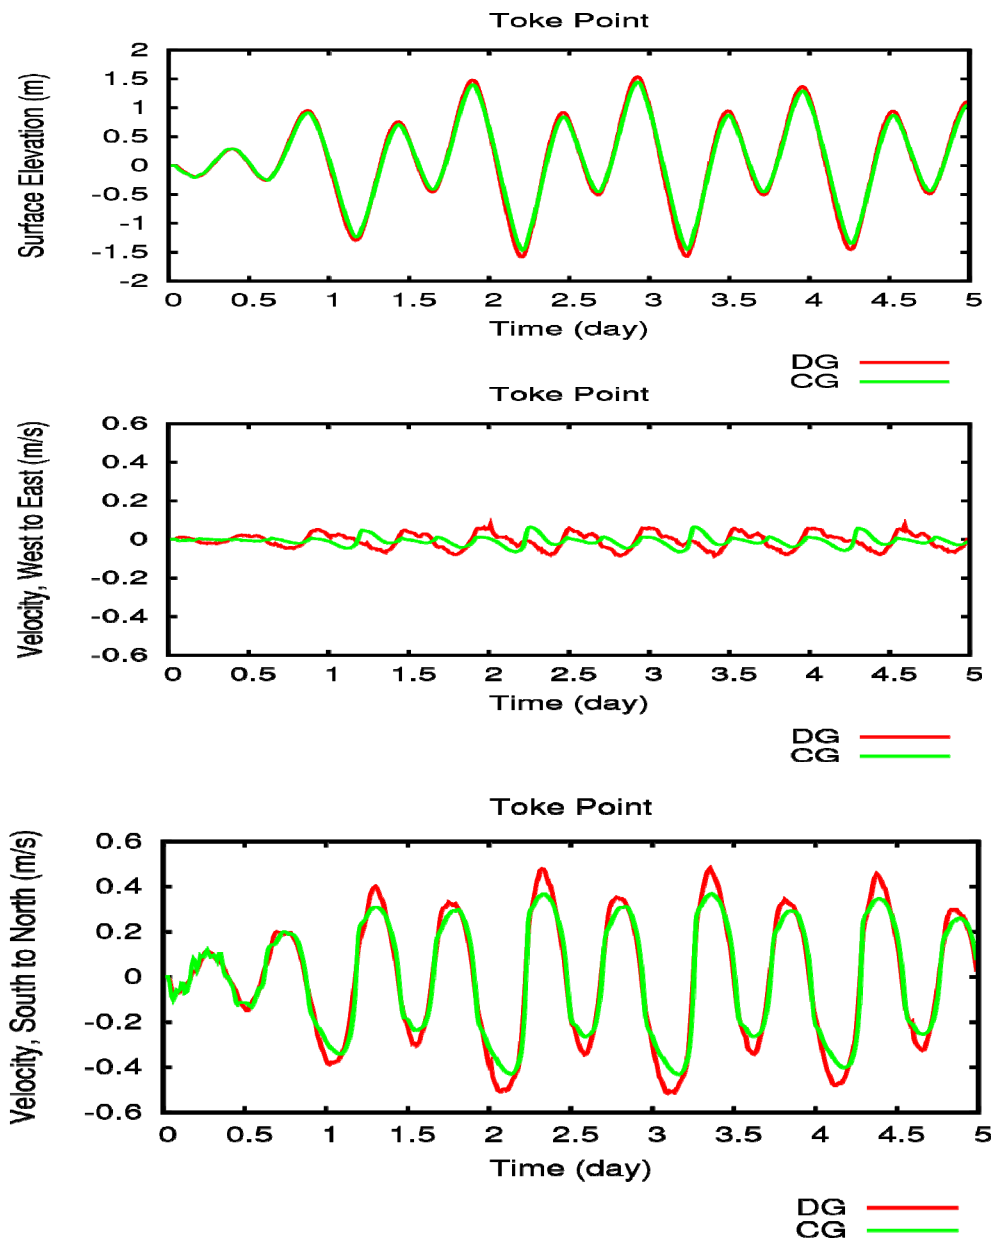 Toke Point
Surface Elevation (m)
2
1.5
1
0.5
0
-0.5
-1
-1.5
-2
0 0.5 1 1.5 2 2.5 3 3.5 4 4.5 5
Time (day)
DG
CG
Toke Point
Velocity, West to East (m/s)
0.6
0.4
0.2
0
-0.2
-0.4
-0.6
0 0.5 1 1.5 2 2.5 3 3.5 4 4.5 5
Time (day)
DG
CG
Toke Point
Velocity, South to North (m/s)
0.6
0.4
0.2
0
-0.2
-0.4
-0.6
0 0.5 1 1.5 2 2.5 3 3.5 4 4.5 5
Time (day)
DG
CG